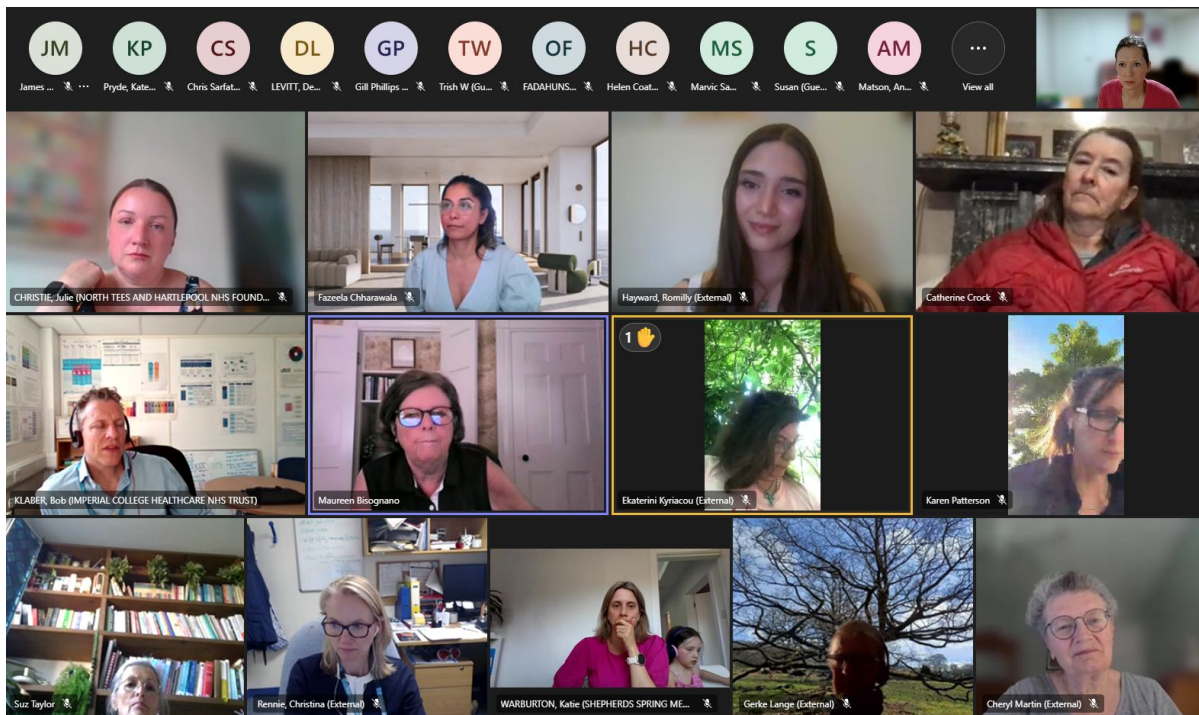 JM
KP
CS
DL
GP
TW
OF
HC
MS
S
AM
...
James ...
Pryde, Kate...
Chris Sarfat...
LEVITT, De...
Gill Phillips ...
Trish W (Gu...
FADAHUNS...
Helen Coat...
Marvic Sa...
Susan (Gue...
Matson, An...
View all
CHRISTIE, Julie (NORTH TEES AND HARTLEPOOL NHS FOUND...
Fazeela Chharawala
Hayward, Romilly (External)
Catherine Crock
1
KLABER, Bob (IMPERIAL COLLEGE HEALTHCARE NHS TRUST)
Maureen Bisognano
Ekaterini Kyriacou (External)
Karen Patterson
Suz Taylor
Rennie, Christina (External)
WARBURTON, Katie (SHEPHERDS SPRING ME...
Gerke Lange (External)
Cheryl Martin (External)